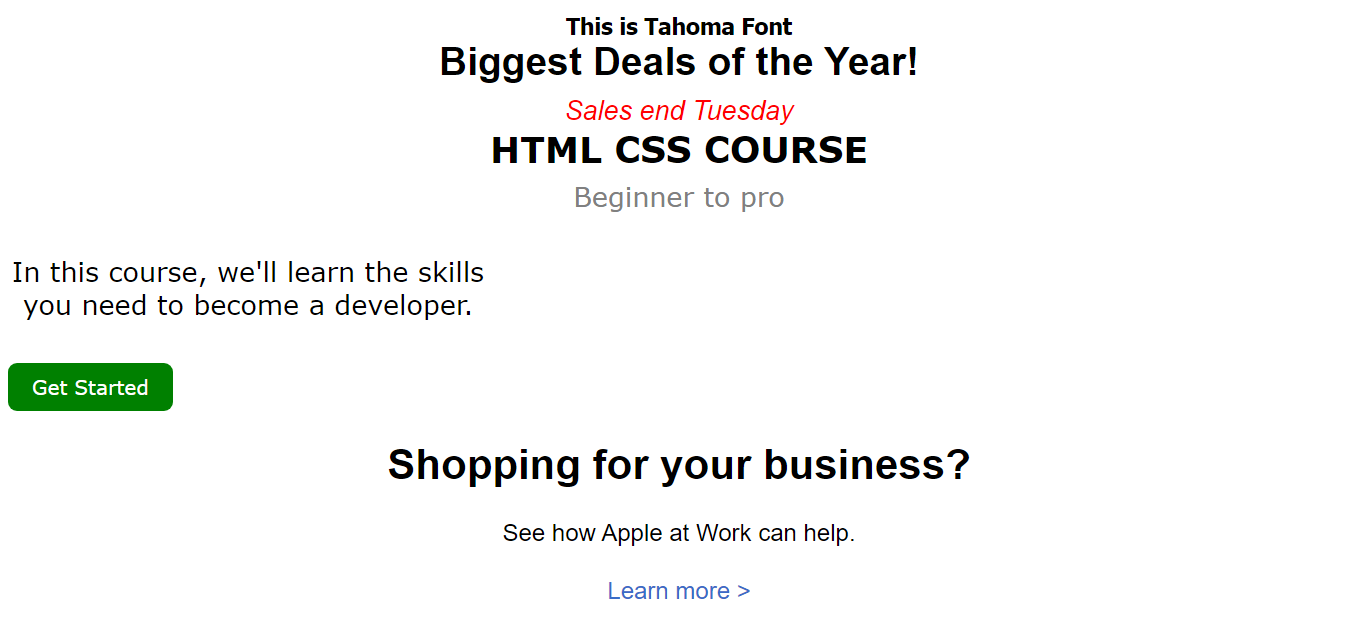 This is Tahoma Font
Biggest Deals of the Year!
Sales end Tuesday
HTML CSS COURSE
Beginner to pro
In this course, we'll learn the skills
you need to become a developer.
Get Started
Shopping for your business?
See how Apple at Work can help.
Learn more >